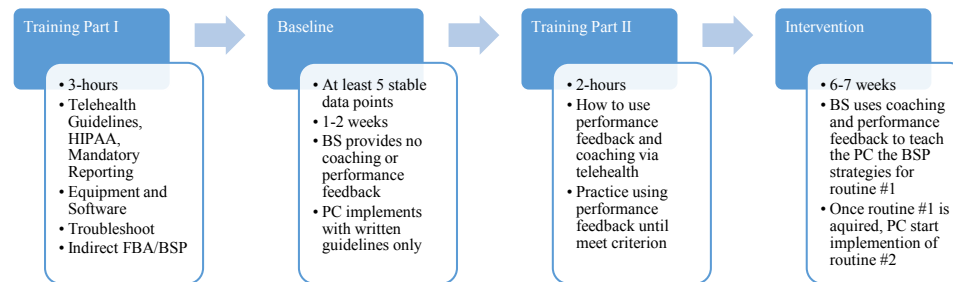 Training Part I
• 3-hours
• Telehealth
Guidelines,
HIPAA,
Mandatory
Reporting
• Equipment and
Software
• Troubleshoot
• Indirect FBA/BSP
Baseline
• At least 5 stable
data points
• 1-2 weeks
• BS provides no
coaching or
performance
feedback
• PC implements
with written
guidelines only
Training Part II
• 2-hours
• How to use
performance
feedback and
coaching via
telehealth
• Practice using
performance
feedback until
meet criterion
Intervention
• 6-7 weeks
• BS uses coaching
and performance
feedback to teach
the PC the BSP
strategies for
routine #1
• Once routine #1 is
aquired, PC start
implemention of
routine #2